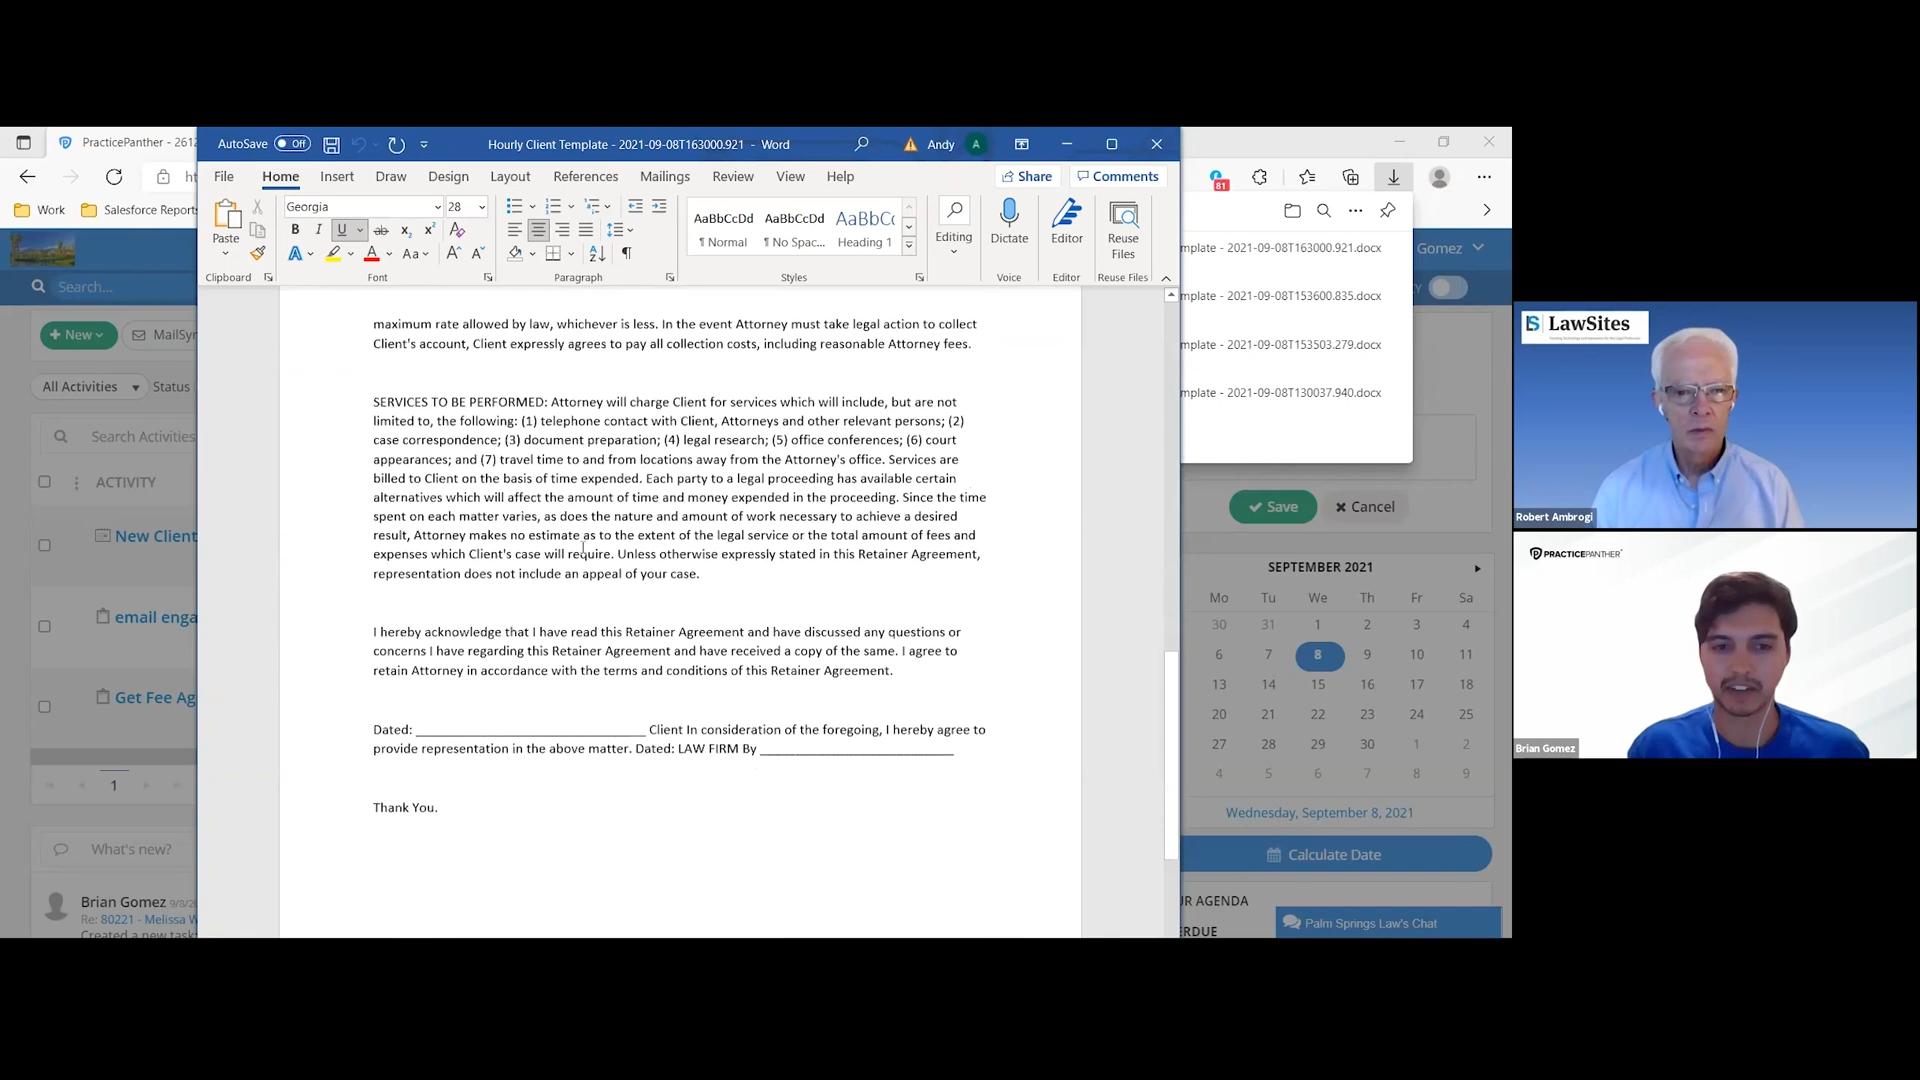 PracticePanther - 2612
AutoSave Off
Hourly Client Template - 2021-09-08T163000.921 - Word
Andy A
File Home Insert Draw Design Layout References Mailings Review View Help
Share Comments
81
Work
Salesforce Reports
Paste
Georgia 28
B I U ab x2 x2
A A Aa A A
AaBbCcDd AaBbCcDd AaBbCc
Normal No Spac... Heading 1
Editing
Dictate
Editor
Reuse Files
Clipboard Font Paragraph Styles Voice Editor Reuse Files
mplate - 2021-09-08T163000.921.docx
mplate - 2021-09-08T153600.835.docx
mplate - 2021-09-08T153503.279.docx
mplate - 2021-09-08T130037.940.docx
Gomez
Search...
New
MailSyn
All Activities Status
Search Activities
ACTIVITY
New Client
email enga
Get Fee Ag
1
What's new?
Brian Gomez
Re: 80221 - Melissa W
Created a new task:
maximum rate allowed by law, whichever is less. In the event Attorney must take legal action to collect
Client's account, Client expressly agrees to pay all collection costs, including reasonable Attorney fees.
SERVICES TO BE PERFORMED: Attorney will charge Client for services which will include, but are not
limited to, the following: (1) telephone contact with Client, Attorneys and other relevant persons; (2)
case correspondence; (3) document preparation; (4) legal research; (5) office conferences; (6) court
appearances; and (7) travel time to and from locations away from the Attorney's office. Services are
billed to Client on the basis of time expended. Each party to a legal proceeding has available certain
alternatives which will affect the amount of time and money expended in the proceeding. Since the time
spent on each matter varies, as does the nature and amount of work necessary to achieve a desired
result, Attorney makes no estimate as to the extent of the legal service or the total amount of fees and
expenses which Client's case will require. Unless otherwise expressly stated in this Retainer Agreement,
representation does not include an appeal of your case.
I hereby acknowledge that I have read this Retainer Agreement and have discussed any questions or
concerns I have regarding this Retainer Agreement and have received a copy of the same. I agree to
retain Attorney in accordance with the terms and conditions of this Retainer Agreement.
Dated: ______________________________ Client In consideration of the foregoing, I hereby agree to
provide representation in the above matter. Dated: LAW FIRM By _________________________
Thank You.
Save Cancel
SEPTEMBER 2021
Mo Tu We Th Fr Sa
30 31 1 2 3 4
6 7 8 9 10 11
13 14 15 16 17 18
20 21 22 23 24 25
27 28 29 30 1 2
4 5 6 7 8 9
Wednesday, September 8, 2021
Calculate Date
UR AGENDA
ERDUE
Palm Springs Law's Chat
LS LawSites
Robert Ambrogi
PRACTICEPANTHER
Brian Gomez